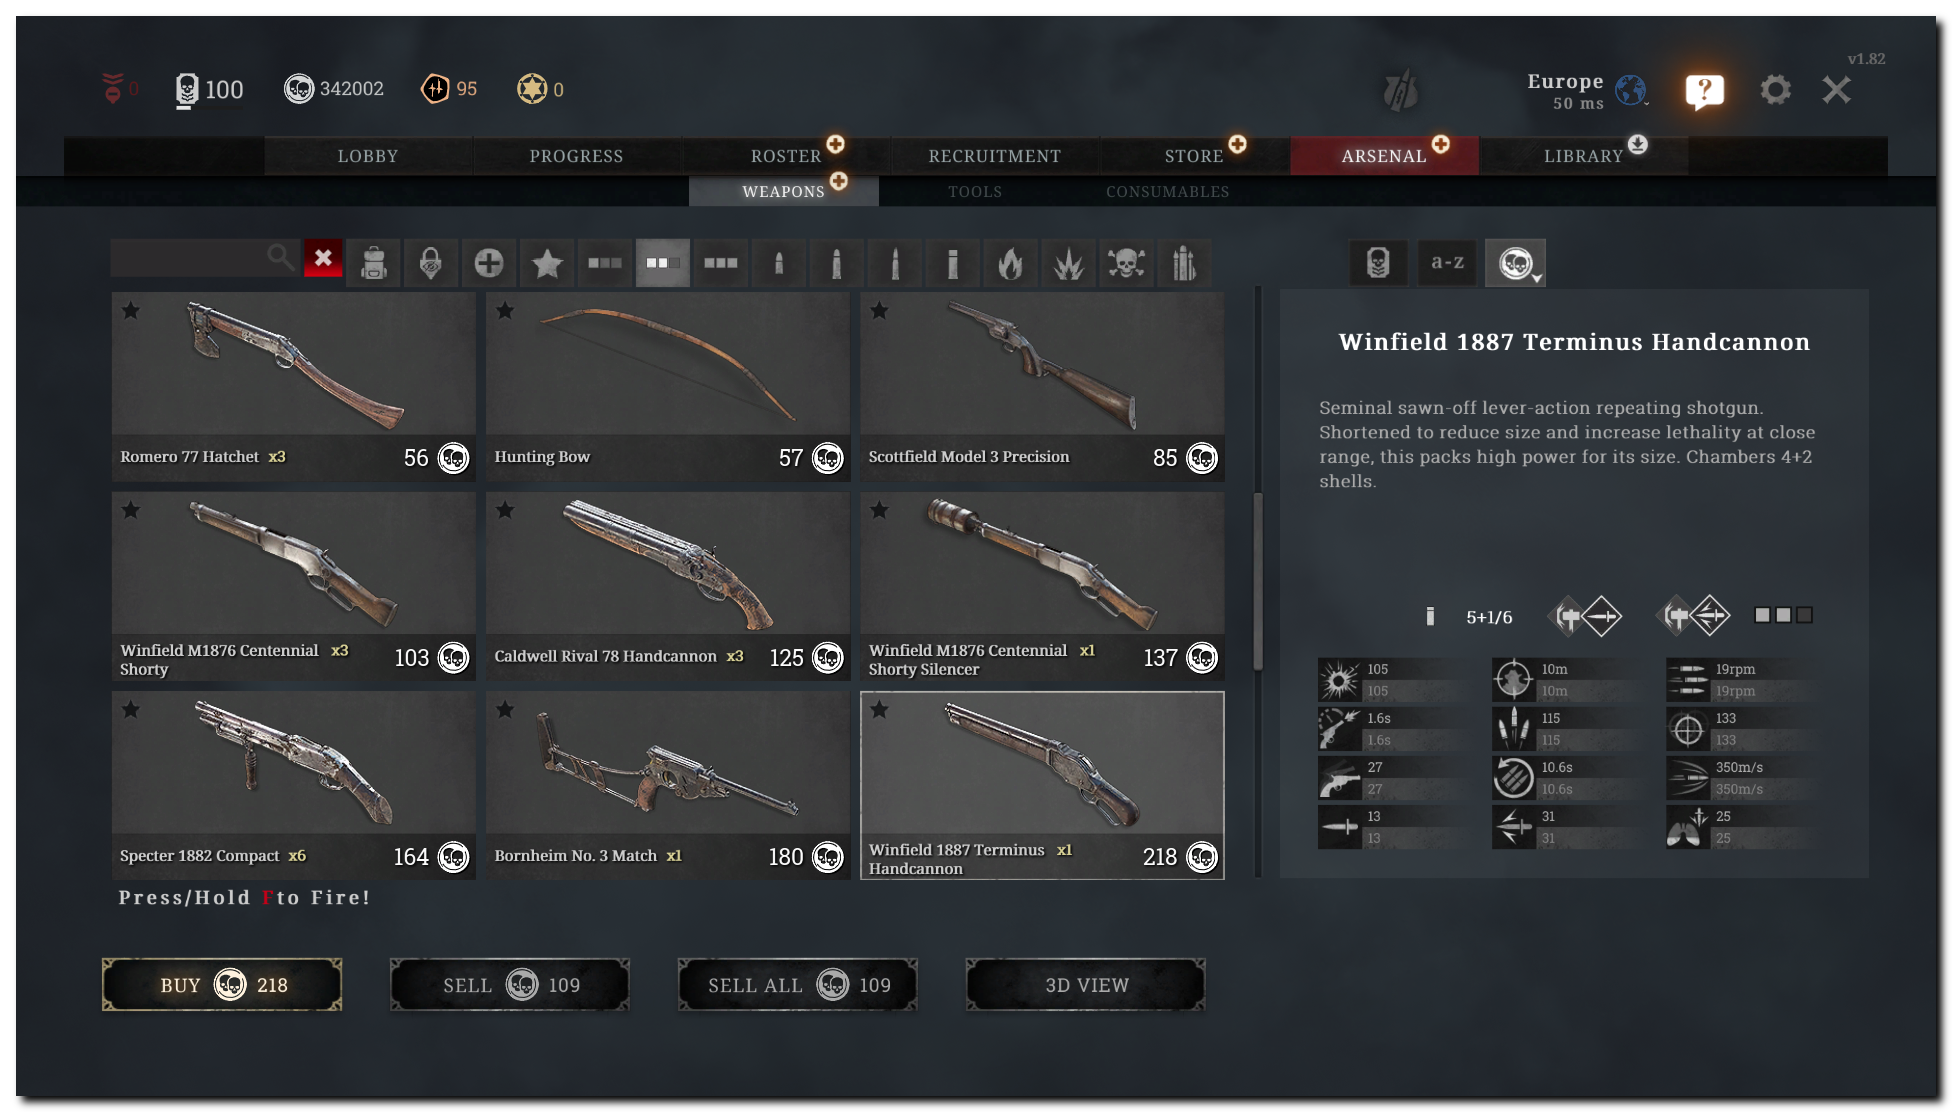 v1.82
0
100
342002
95
0
Europe
50 ms
?
LOBBY
PROGRESS
ROSTER
RECRUITMENT
STORE
ARSENAL
LIBRARY
WEAPONS
TOOLS
CONSUMABLES
a-z
Romero 77 Hatchet x3
56
Hunting Bow
57
Scottfield Model 3 Precision
85
Winfield M1876 Centennial x3
Shorty
103
Caldwell Rival 78 Handcannon x3
125
Winfield M1876 Centennial x1
Shorty Silencer
137
Specter 1882 Compact x6
164
Bornheim No. 3 Match x1
180
Winfield 1887 Terminus x1
Handcannon
218
Press/Hold F to Fire!
BUY 218
SELL 109
SELL ALL 109
3D VIEW
Winfield 1887 Terminus Handcannon
Seminal sawn-off lever-action repeating shotgun.
Shortened to reduce size and increase lethality at close
range, this packs high power for its size. Chambers 4+2
shells.
5+1/6
105
105
10m
10m
19rpm
19rpm
1.6s
1.6s
115
115
133
133
27
27
10.6s
10.6s
350m/s
350m/s
13
13
31
31
25
25